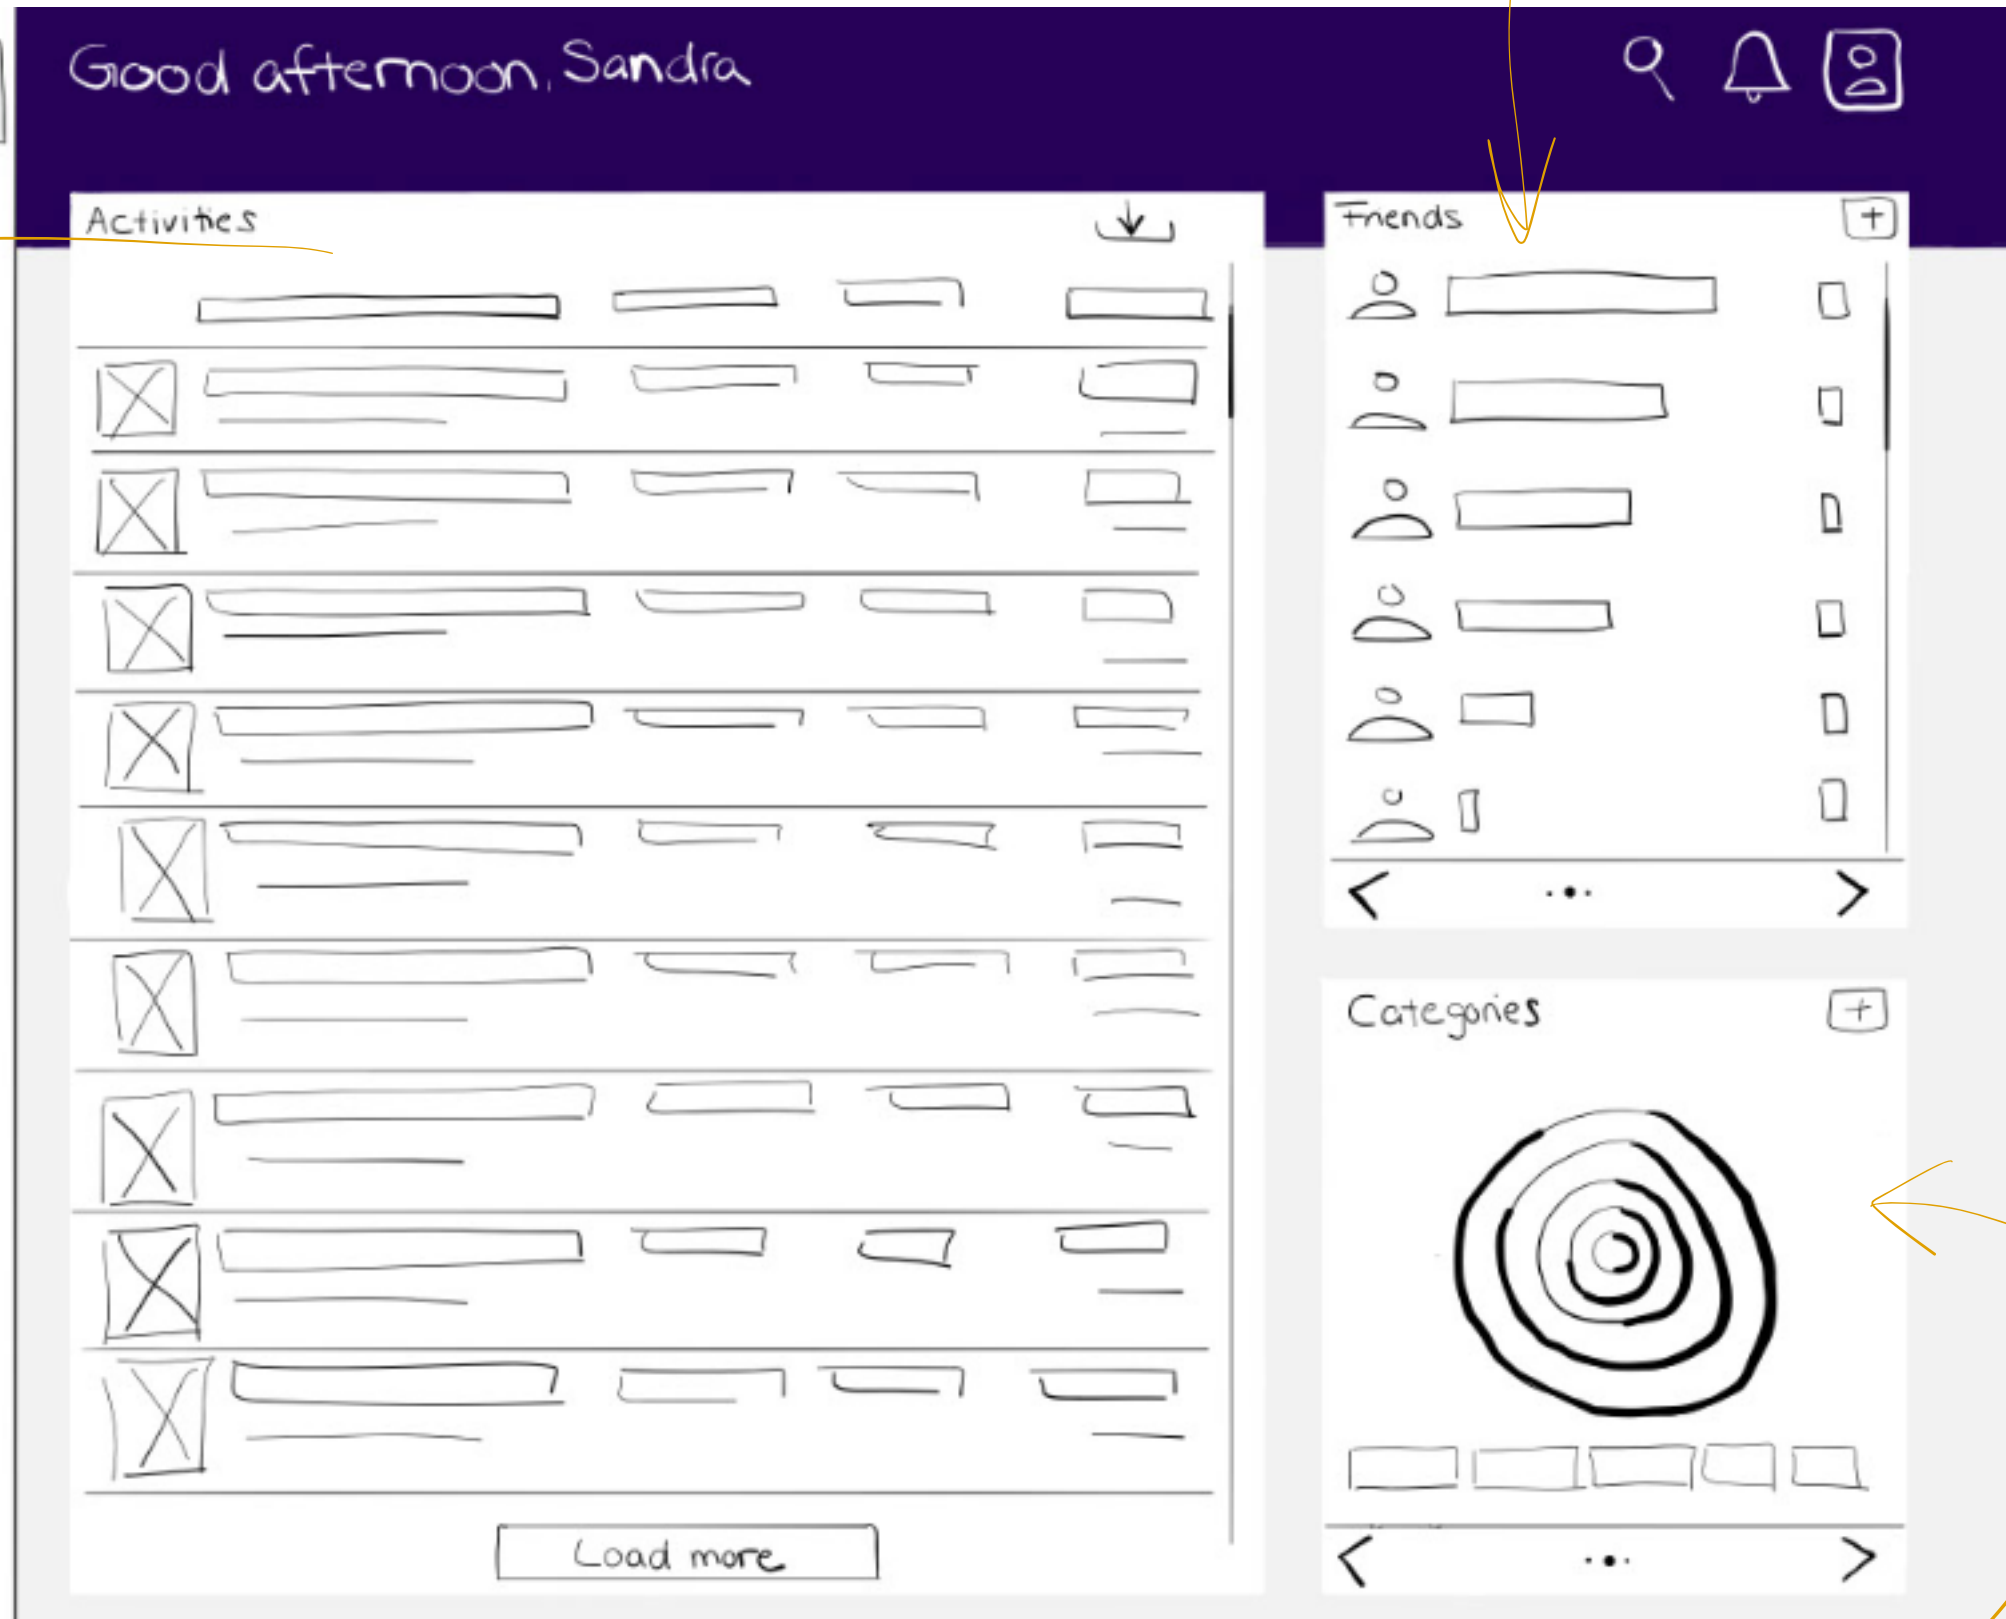 Good afternoon, Sandra
Activities
Friends
Categories
Load more